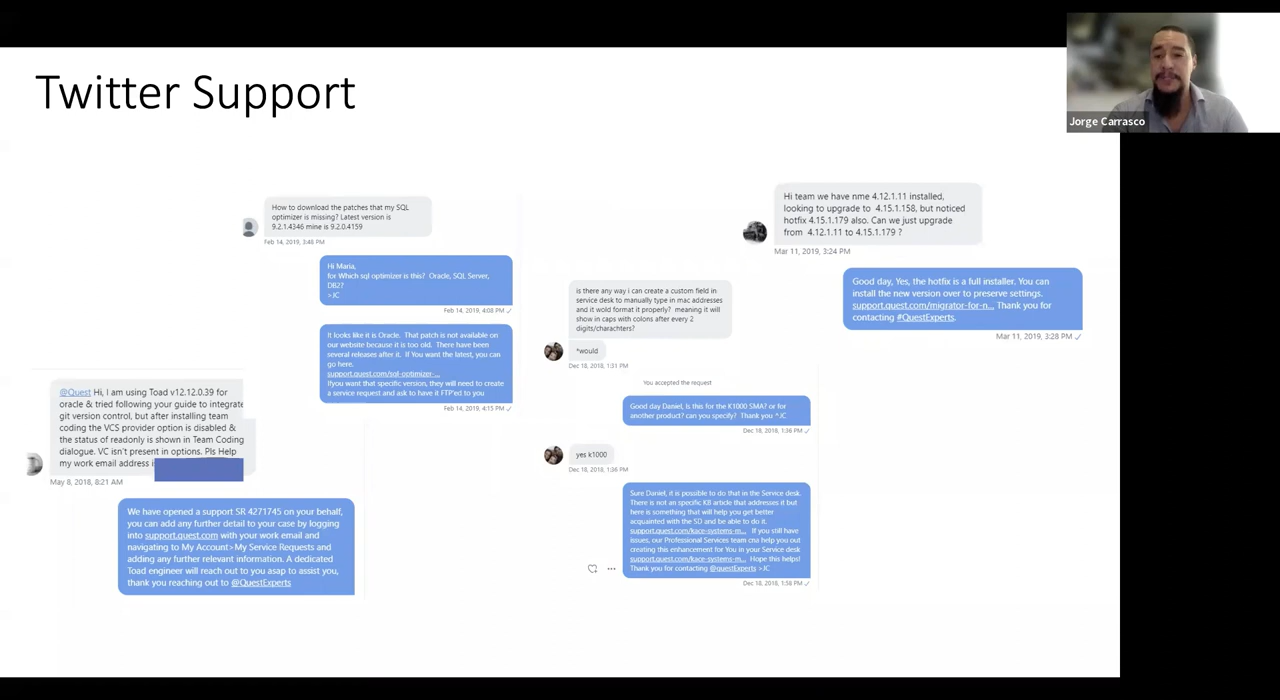 Twitter Support
Jorge Carrasco
@Quest Hi, I am using Toad v12.12.0.39 for
oracle & tried following your guide to integrate
git version control, but after installing team
coding the VCS provider option is disabled &
the status of readonly is shown in Team Coding
dialogue. VC isn't present in options. Pls Help
my work email address i
May 8, 2018, 8:21 AM
We have opened a support SR 4271745 on your behalf,
you can add any further detail to your case by logging
into support.quest.com with your work email and
navigating to My Account>My Service Requests and
adding any further relevant information. A dedicated
Toad engineer will reach out to you asap to assist you,
thank you reaching out to @QuestExperts
How to download the patches that my SQL
optimizer is missing? Latest version is
9.2.1.4346 mine is 9.2.0.4159
Feb 14, 2019, 3:48 PM
Hi Maria,
for Which sql optimizer is this? Oracle, SQL Server,
DB2?
>JC
Feb 14, 2019, 4:08 PM
It looks like it is Oracle. That patch is not available on
our website because it is too old. There have been
several releases after it. If You want the latest, you can
go here.
support.quest.com/sql-optimizer-...
Ifyou want that specific version, they will need to create
a service request and ask to have it FTP'ed to you
Feb 14, 2019, 4:15 PM
is there any way i can create a custom field in
service desk to manually type in mac addresses
and it wold format it properly? meaning it will
show in caps with colons after every 2
digits/charachters?
*would
Dec 18, 2018, 1:31 PM
You accepted the request
Good day Daniel, is this for the K1000 SMA? or for
another product? can you specify? Thank you ^JC
Dec 18, 2018, 1:36 PM
yes k1000
Dec 18, 2018, 1:36 PM
Sure Daniel, it is possible to do that in the Service desk.
There is not an specific KB article that addresses it but
here is something that will help you get better
acquainted with the SD and be able to do it.
support.quest.com/kace-systems-m... If you still have
issues, our Professional Services team cna help you out
creating this enhancement for You in your Service desk
support.quest.com/kace-systems-m... Hope this helps!
Thank you for contacting @questExperts >JC
Dec 18, 2018, 1:58 PM
Hi team we have nme 4.12.1.11 installed,
looking to upgrade to 4.15.1.158, but noticed
hotfix 4.15.1.179 also. Can we just upgrade
from 4.12.1.11 to 4.15.1.179 ?
Mar 11, 2019, 3:24 PM
Good day, Yes, the hotfix is a full installer. You can
install the new version over to preserve settings.
support.quest.com/migrator-for-n... Thank you for
contacting #QuestExperts.
Mar 11, 2019, 3:28 PM